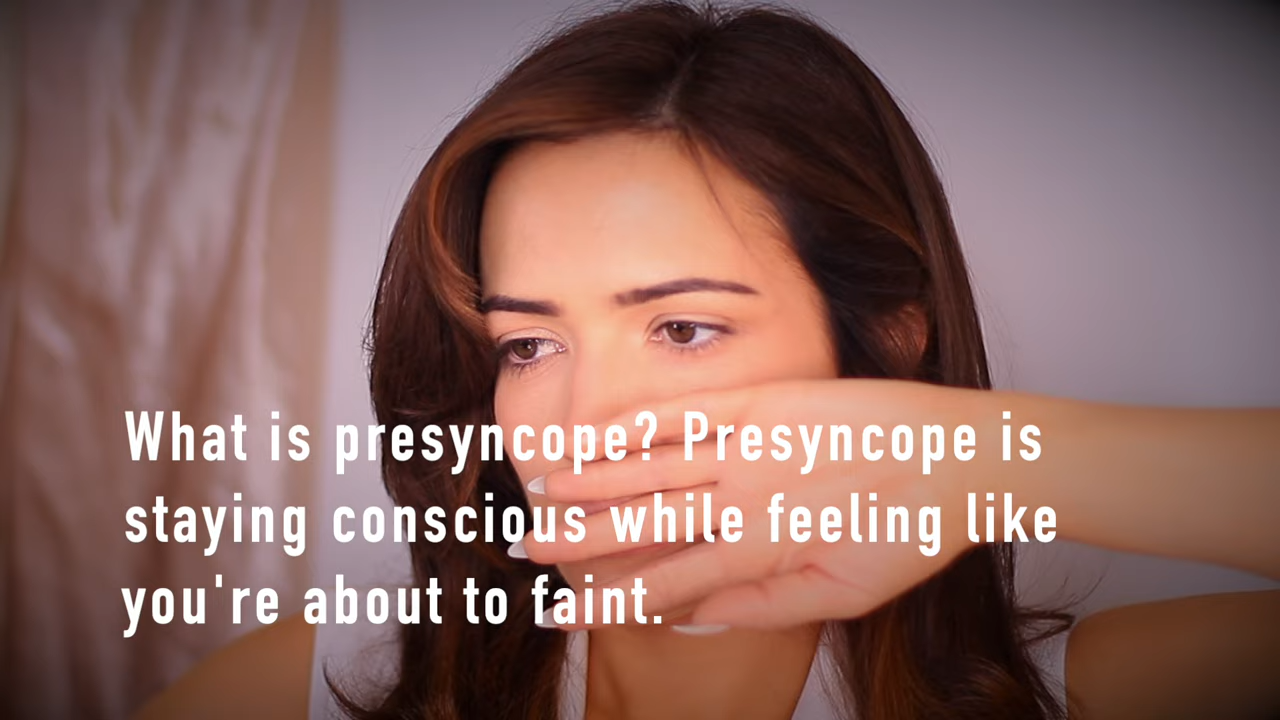 What is presyncope? Presyncope is
staying conscious while feeling like
you're about to faint.